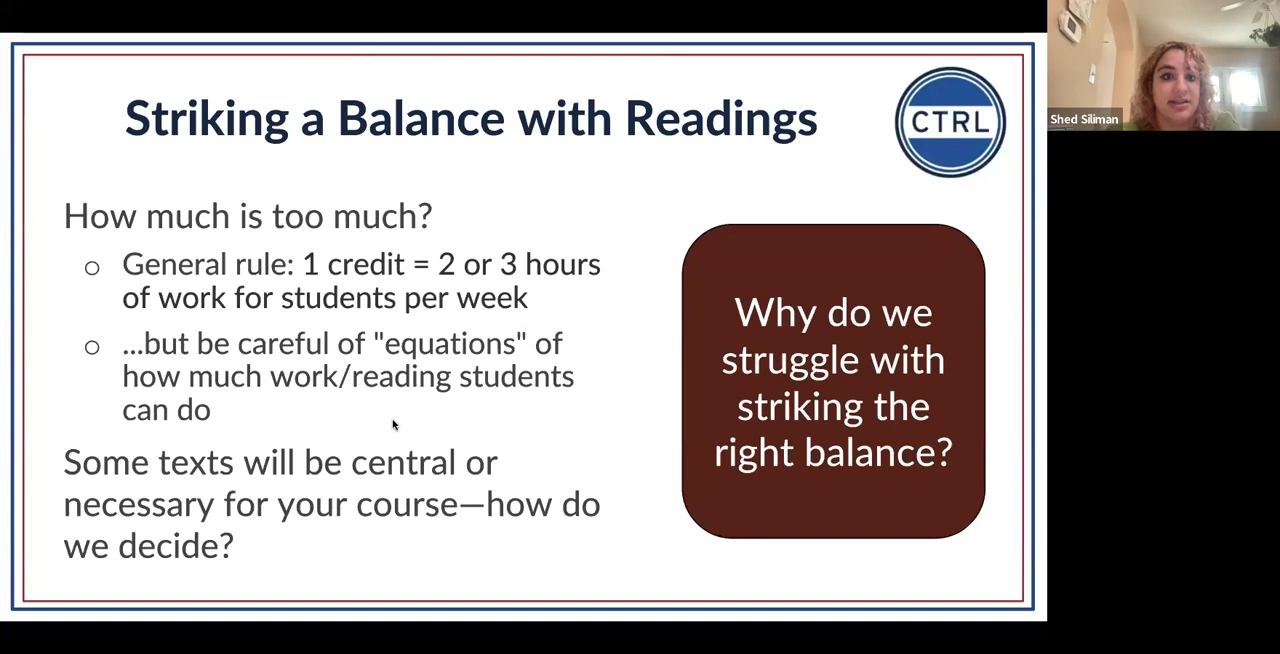 Striking a Balance with Readings
CTRL
How much is too much?
o General rule: 1 credit = 2 or 3 hours
of work for students per week
o ...but be careful of "equations" of
how much work/reading students
can do
Some texts will be central or
necessary for your course—how do
we decide?
Why do we
struggle with
striking the
right balance?
Shed Siliman